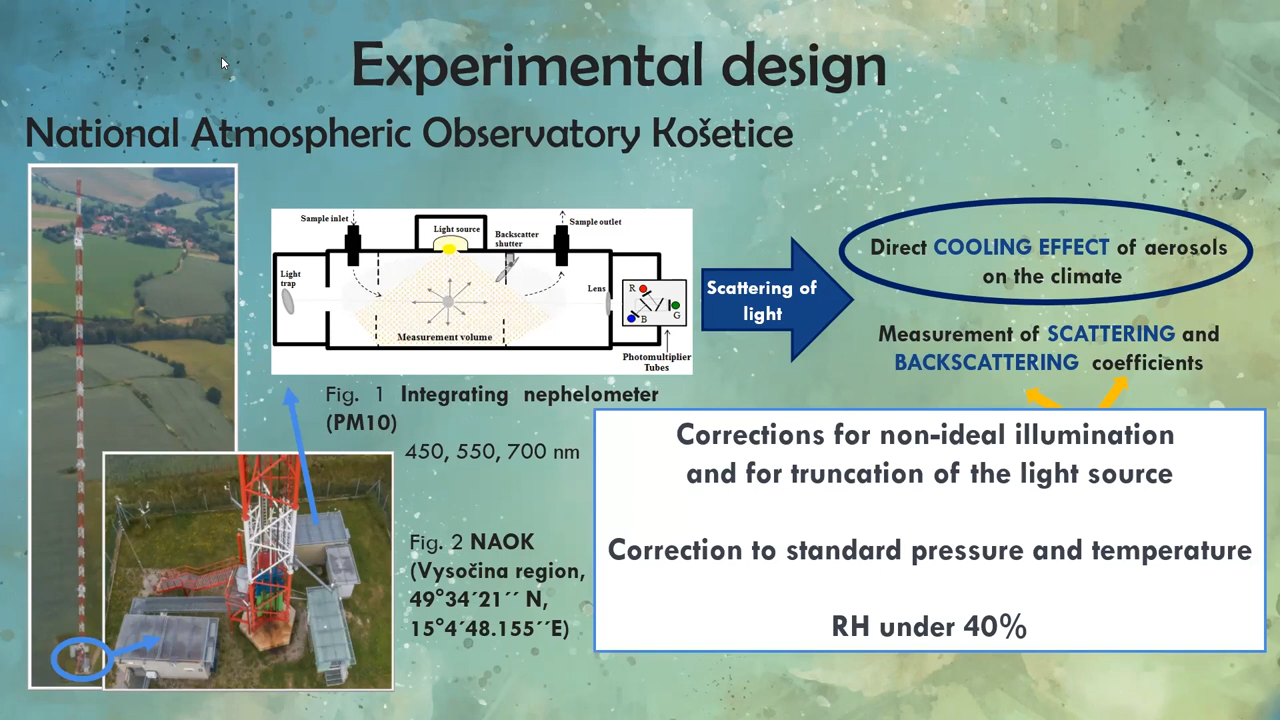 Experimental design
National Atmospheric Observatory Košetice
Sample inlet
Light source
Sample outlet
Backscatter
shutter
Light
trap
Lens
R
G
B
Measurement volume
Photomultiplier
Tubes
Scattering of
light
Direct COOLING EFFECT of aerosols
on the climate
Measurement of SCATTERING and
BACKSCATTERING coefficients
Fig. 1 Integrating nephelometer
(PM10)
450, 550, 700 nm
Corrections for non-ideal illumination
and for truncation of the light source
Correction to standard pressure and temperature
RH under 40%
Fig. 2 NAOK
(Vysočina region,
49°34´21´´ N,
15°4´48.155´´E)